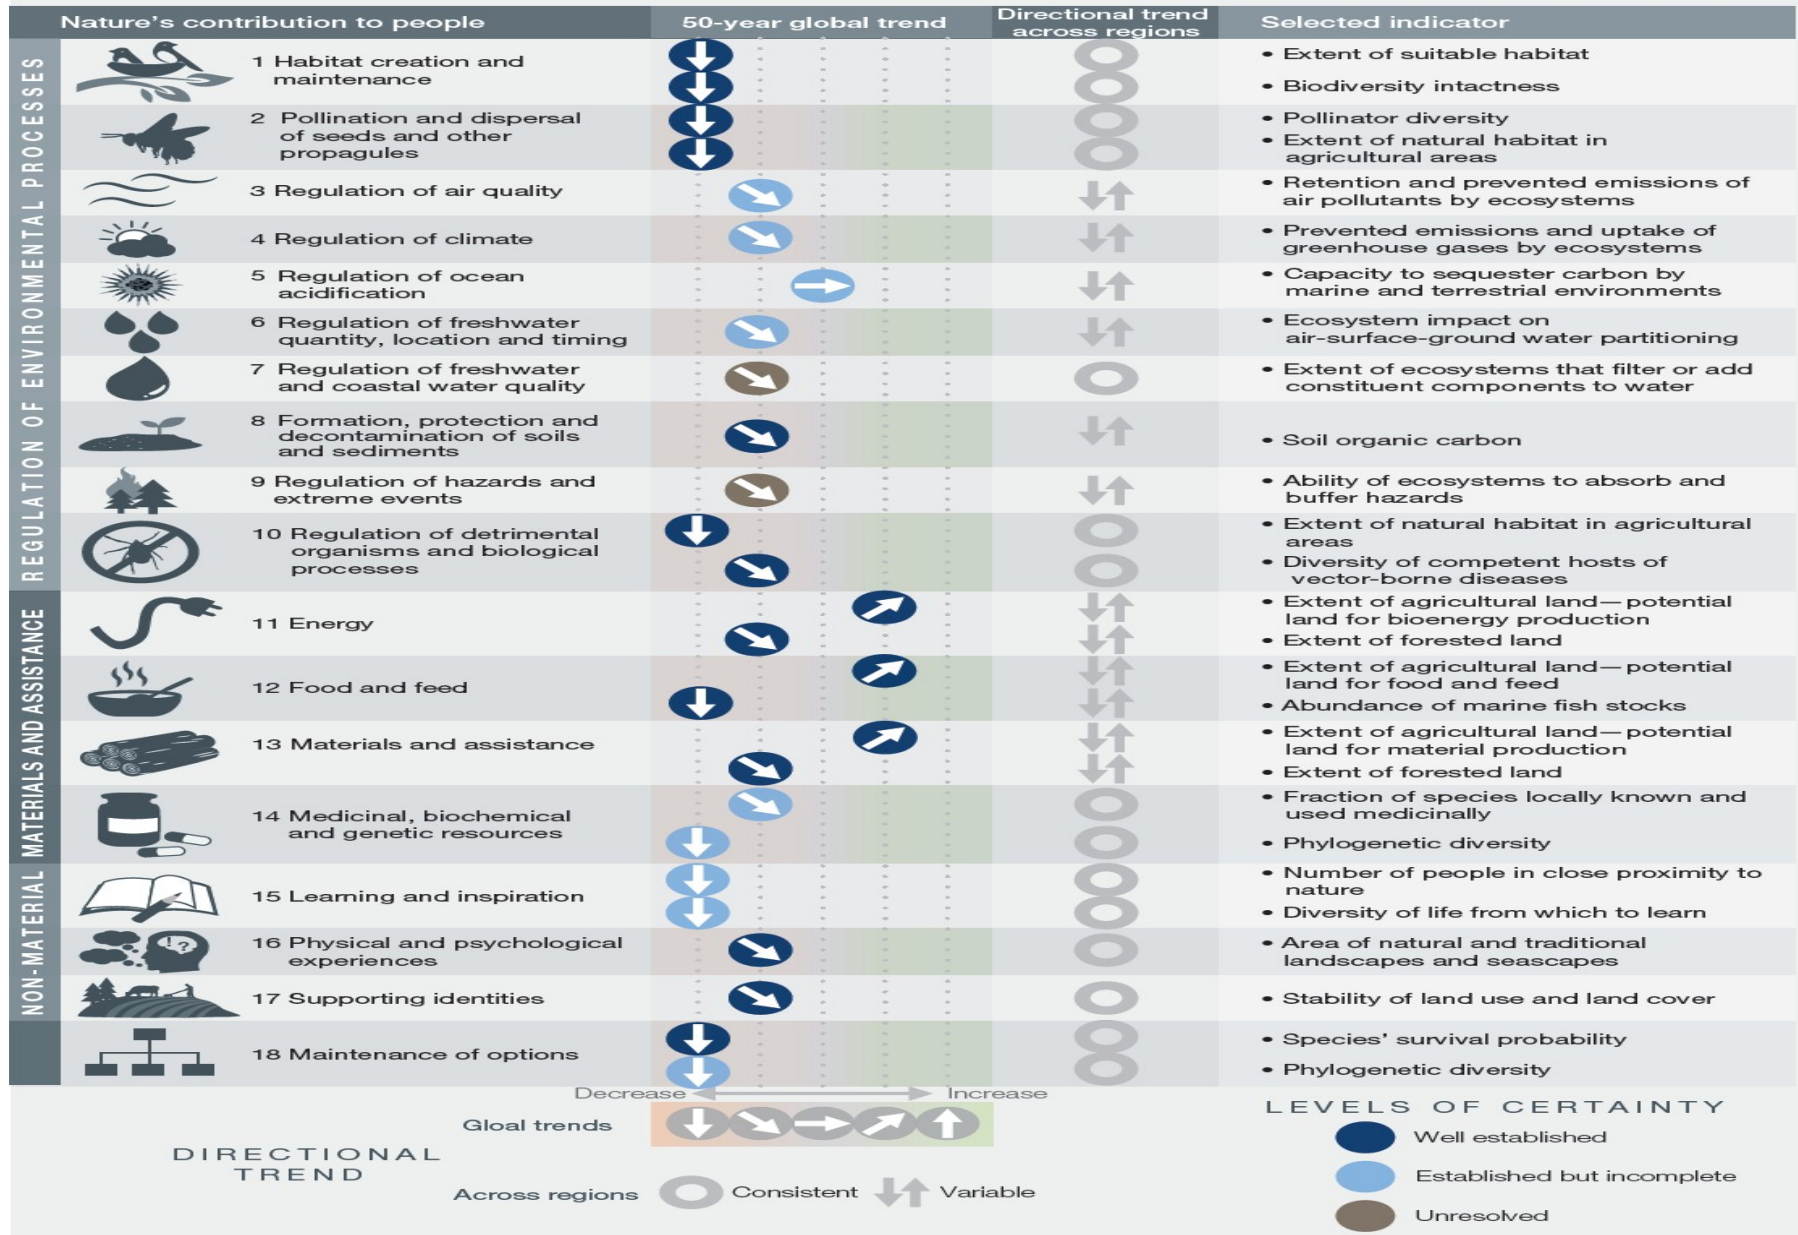 Nature's contribution to people
50-year global trend
Directional trend
across regions
Selected indicator
REGULATION OF ENVIRONMENTAL PROCESSES
1 Habitat creation and
maintenance
• Extent of suitable habitat
• Biodiversity intactness
2 Pollination and dispersal
of seeds and other
propagules
• Pollinator diversity
• Extent of natural habitat in
agricultural areas
3 Regulation of air quality
• Retention and prevented emissions of
air pollutants by ecosystems
4 Regulation of climate
• Prevented emissions and uptake of
greenhouse gases by ecosystems
5 Regulation of ocean
acidification
• Capacity to sequester carbon by
marine and terrestrial environments
6 Regulation of freshwater
quantity, location and timing
• Ecosystem impact on
air-surface-ground water partitioning
7 Regulation of freshwater
and coastal water quality
• Extent of ecosystems that filter or add
constituent components to water
8 Formation, protection and
decontamination of soils
and sediments
• Soil organic carbon
9 Regulation of hazards and
extreme events
• Ability of ecosystems to absorb and
buffer hazards
10 Regulation of detrimental
organisms and biological
processes
• Extent of natural habitat in agricultural
areas
• Diversity of competent hosts of
vector-borne diseases
MATERIALS AND ASSISTANCE
11 Energy
• Extent of agricultural land—potential
land for bioenergy production
• Extent of forested land
12 Food and feed
• Extent of agricultural land—potential
land for food and feed
• Abundance of marine fish stocks
13 Materials and assistance
• Extent of agricultural land—potential
land for material production
• Extent of forested land
14 Medicinal, biochemical
and genetic resources
• Fraction of species locally known and
used medicinally
• Phylogenetic diversity
NON-MATERIAL
15 Learning and inspiration
• Number of people in close proximity to
nature
• Diversity of life from which to learn
16 Physical and psychological
experiences
! ?
• Area of natural and traditional
landscapes and seascapes
17 Supporting identities
• Stability of land use and land cover
18 Maintenance of options
• Species' survival probability
• Phylogenetic diversity
Decrease
Increase
Gloal trends
DIRECTIONAL
TREND
Across regions
Consistent
Variable
LEVELS OF CERTAINTY
Well established
Established but incomplete
Unresolved